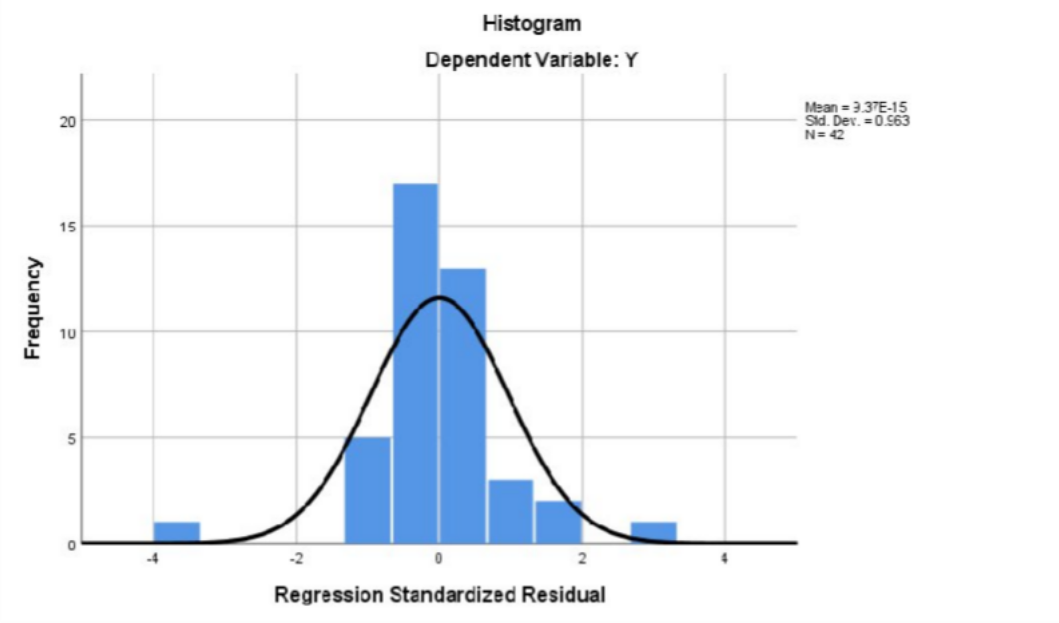 Histogram
Dependent Variable: Y
Mean = 9.37E-15
Std. Dev. = 0.963
N = 42
Frequency
20
15
10
5
0
-4
-2
0
2
4
Regression Standardized Residual